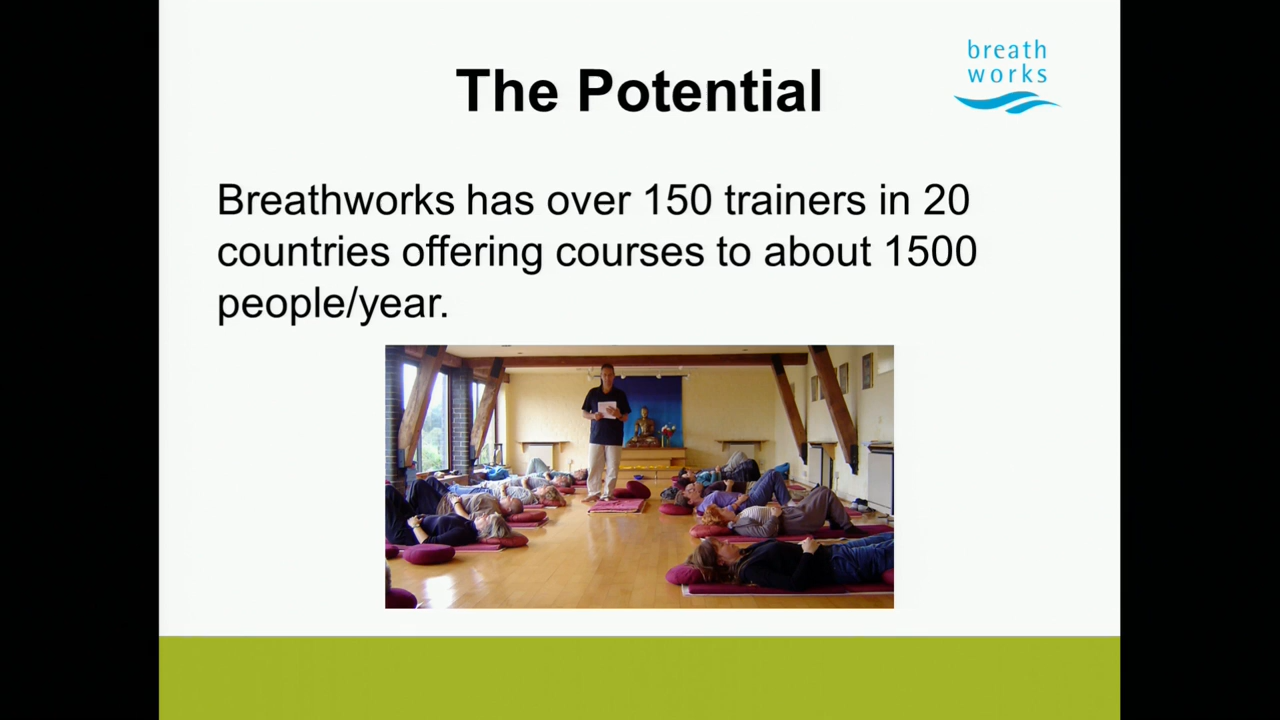 breath
works
The Potential
Breathworks has over 150 trainers in 20
countries offering courses to about 1500
people/year.